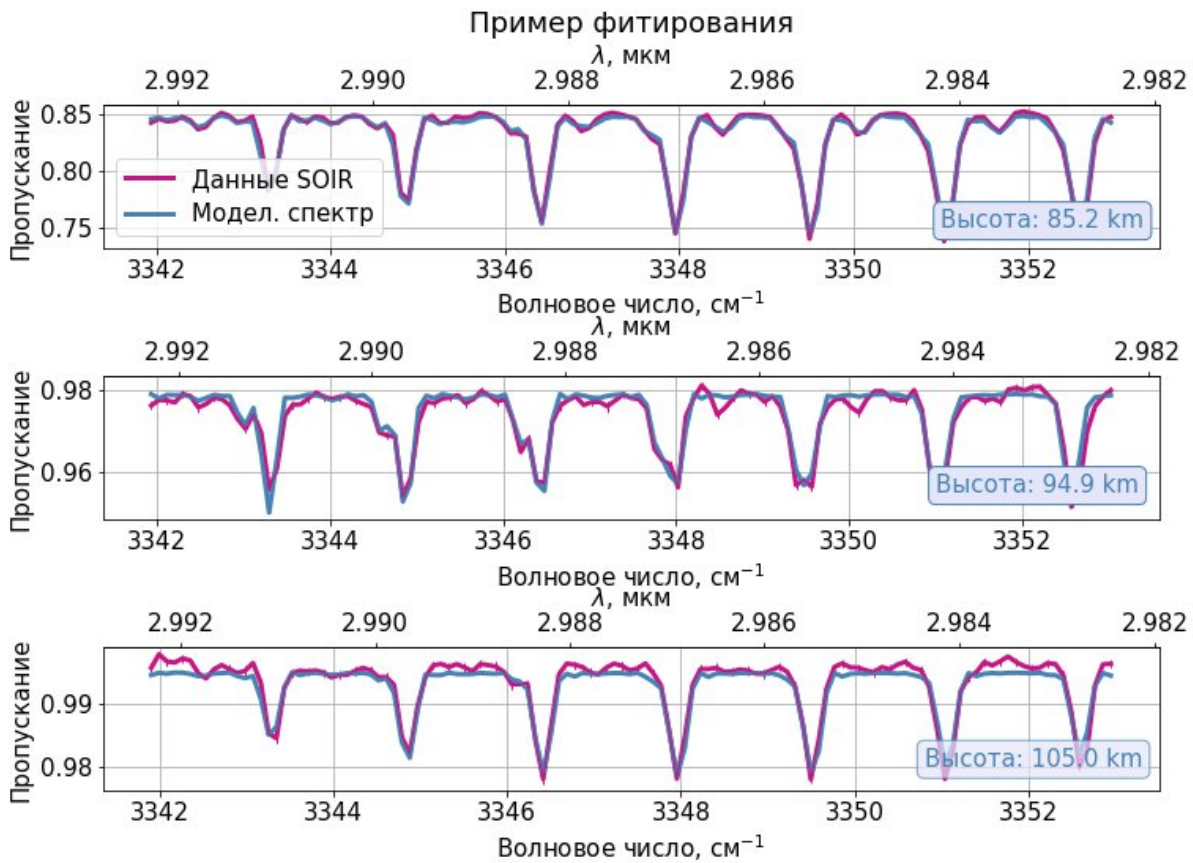 Пример фитирования
λ, мкм
2.992 2.990 2.988 2.986 2.984 2.982
Пропускание
0.85
0.80
0.75
Данные SOIR
Модел. спектр
Высота: 85.2 km
3342 3344 3346 3348 3350 3352
Волновое число, см⁻¹
λ, мкм
2.992 2.990 2.988 2.986 2.984 2.982
Пропускание
0.98
0.96
Высота: 94.9 km
3342 3344 3346 3348 3350 3352
Волновое число, см⁻¹
λ, мкм
2.992 2.990 2.988 2.986 2.984 2.982
Пропускание
0.99
0.98
Высота: 105.0 km
3342 3344 3346 3348 3350 3352
Волновое число, см⁻¹